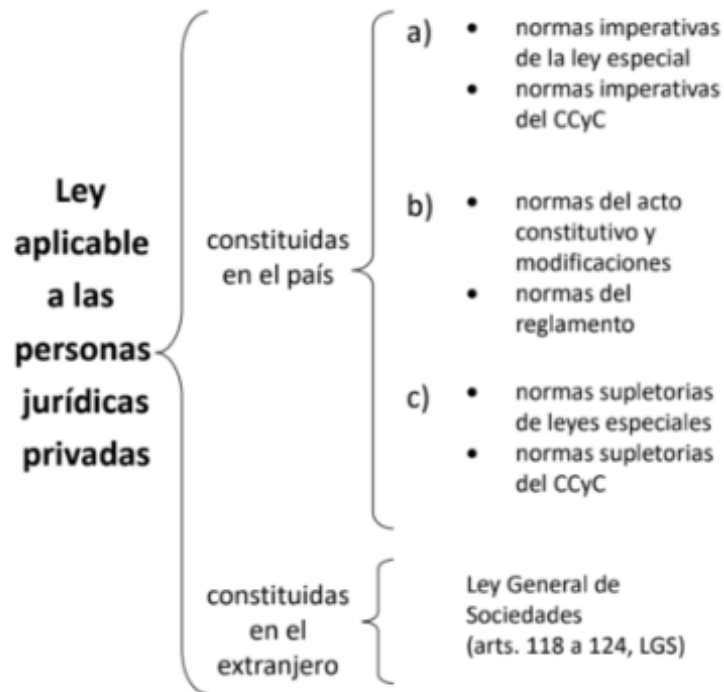 Ley
aplicable
a las
personas
jurídicas
privadas
constituidas
en el país
a)
• normas imperativas
de la ley especial
• normas imperativas
del CCyC
b)
• normas del acto
constitutivo y
modificaciones
• normas del
reglamento
c)
• normas supletorias
de leyes especiales
• normas supletorias
del CCyC
constituidas
en el
extranjero
Ley General de
Sociedades
(arts. 118 a 124, LGS)